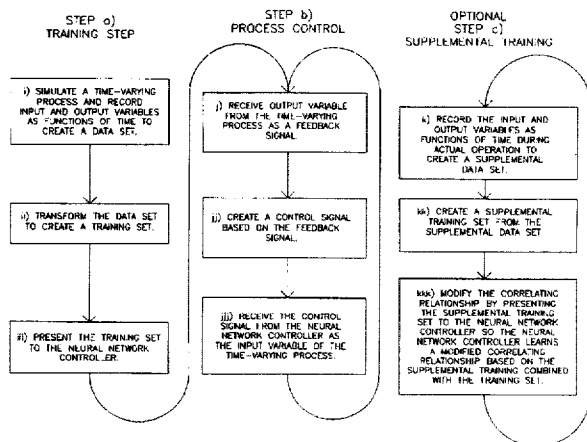 STEP a)
TRAINING STEP
i) SIMULATE A TIME-VARYING
PROCESS AND RECORD
INPUT AND OUTPUT VARIABLES
AS FUNCTIONS OF TIME TO
CREATE A DATA SET.
ii) TRANSFORM THE DATA SET
TO CREATE A TRAINING SET.
iii) PRESENT THE TRAINING SET
TO THE NEURAL NETWORK
CONTROLLER.
STEP b)
PROCESS CONTROL
j) RECEIVE OUTPUT VARIABLE
FROM THE TIME-VARYING
PROCESS AS A FEEDBACK
SIGNAL.
jj) CREATE A CONTROL SIGNAL
BASED ON THE FEEDBACK
SIGNAL.
jjj) RECEIVE THE CONTROL
SIGNAL FROM THE NEURAL
NETWORK CONTROLLER AS
THE INPUT VARIABLE OF THE
TIME-VARYING PROCESS.
OPTIONAL
STEP c)
SUPPLEMENTAL TRAINING
k) RECORD THE INPUT AND
OUTPUT VARIABLES AS
FUNCTIONS OF TIME DURING
ACTUAL OPERATION TO
CREATE A SUPPLEMENTAL
DATA SET.
kk) CREATE A SUPPLEMENTAL
TRAINING SET FROM THE
SUPPLEMENTAL DATA SET
kkk) MODIFY THE CORRELATING
RELATIONSHIP BY PRESENTING
THE SUPPLEMENTAL TRAINING
SET TO THE NEURAL NETWORK
CONTROLLER SO THE NEURAL
NETWORK CONTROLLER LEARNS
A MODIFIED CORRELATING
RELATIONSHIP BASED ON THE
SUPPLEMENTAL TRAINING COMBINED
WITH THE TRAINING SET.